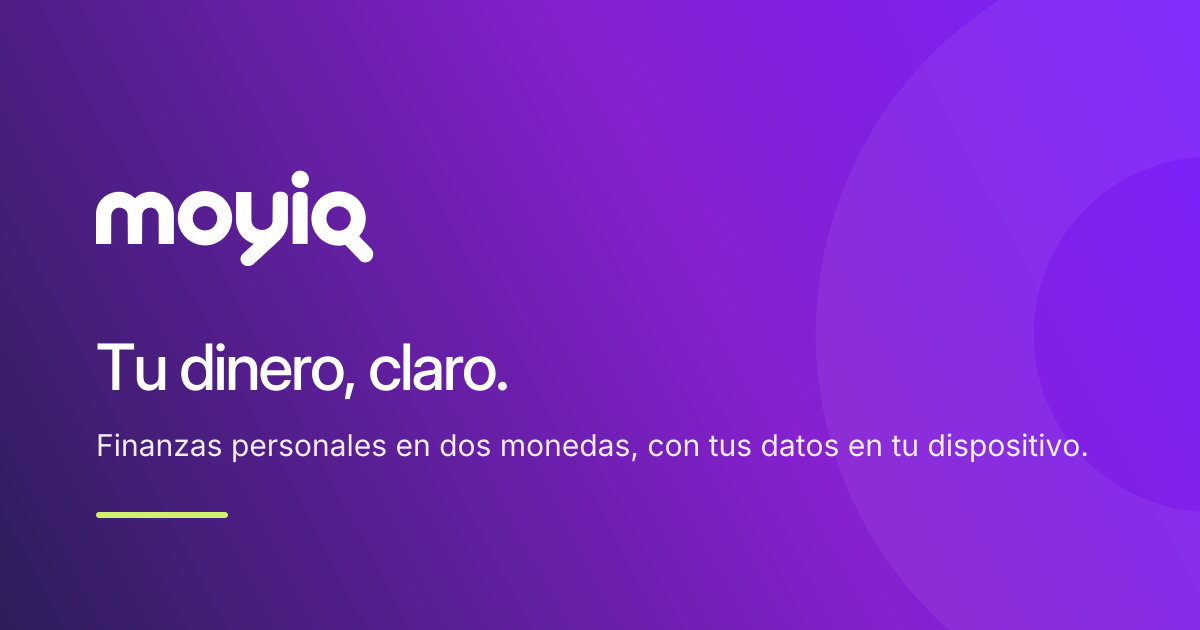 moyiq
Tu dinero, claro.
Finanzas personales en dos monedas, con tus datos en tu dispositivo.